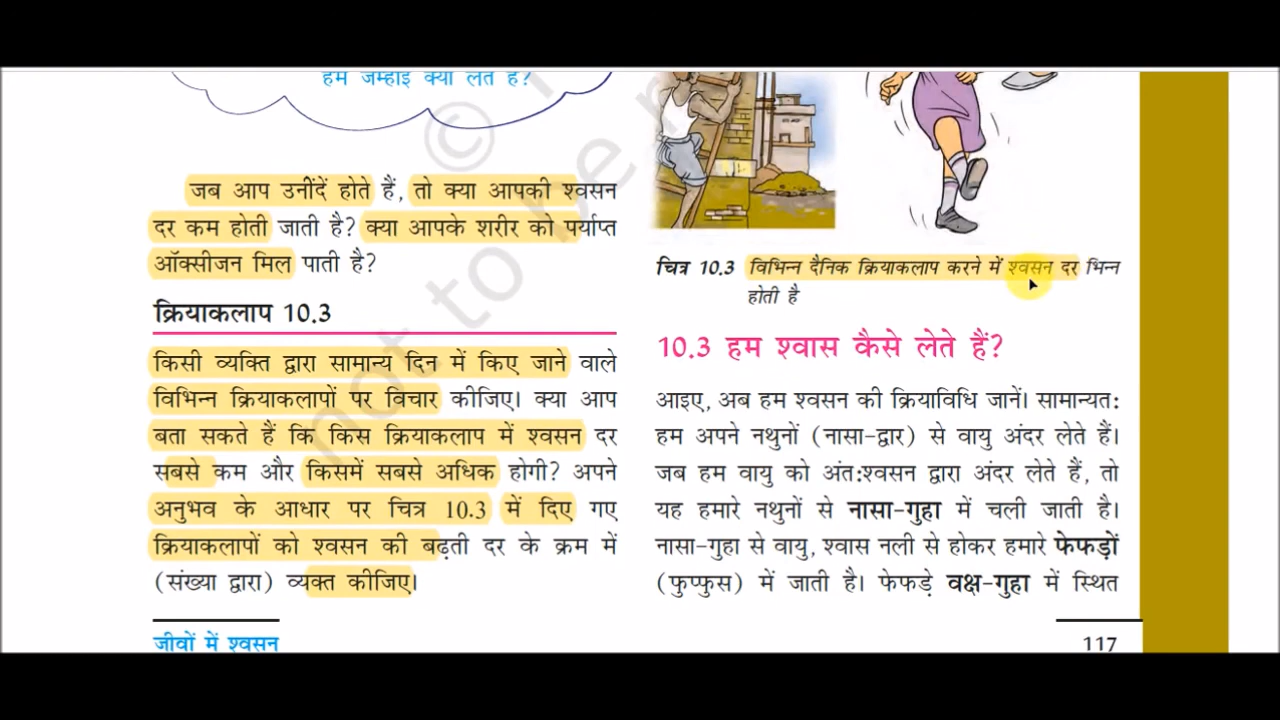 हम जम्हाई क्यों लेते हैं?
जब आप उनींदें होते हैं, तो क्या आपकी श्वसन
दर कम होती जाती है? क्या आपके शरीर को पर्याप्त
ऑक्सीजन मिल पाती है?
क्रियाकलाप 10.3
किसी व्यक्ति द्वारा सामान्य दिन में किए जाने वाले
विभिन्न क्रियाकलापों पर विचार कीजिए। क्या आप
बता सकते हैं कि किस क्रियाकलाप में श्वसन दर
सबसे कम और किसमें सबसे अधिक होगी? अपने
अनुभव के आधार पर चित्र 10.3 में दिए गए
क्रियाकलापों को श्वसन की बढ़ती दर के क्रम में
(संख्या द्वारा) व्यक्त कीजिए।
जीवों में श्वसन
चित्र 10.3 विभिन्न दैनिक क्रियाकलाप करने में श्वसन दर भिन्न
होती है
10.3 हम श्वास कैसे लेते हैं?
आइए, अब हम श्वसन की क्रियाविधि जानें। सामान्यत:
हम अपने नथुनों (नासा-द्वार) से वायु अंदर लेते हैं।
जब हम वायु को अंत:श्वसन द्वारा अंदर लेते हैं, तो
यह हमारे नथुनों से नासा-गुहा में चली जाती है।
नासा-गुहा से वायु, श्वास नली से होकर हमारे फेफड़ों
(फुप्फुस) में जाती है। फेफड़े वक्ष-गुहा में स्थित
117
© not to be